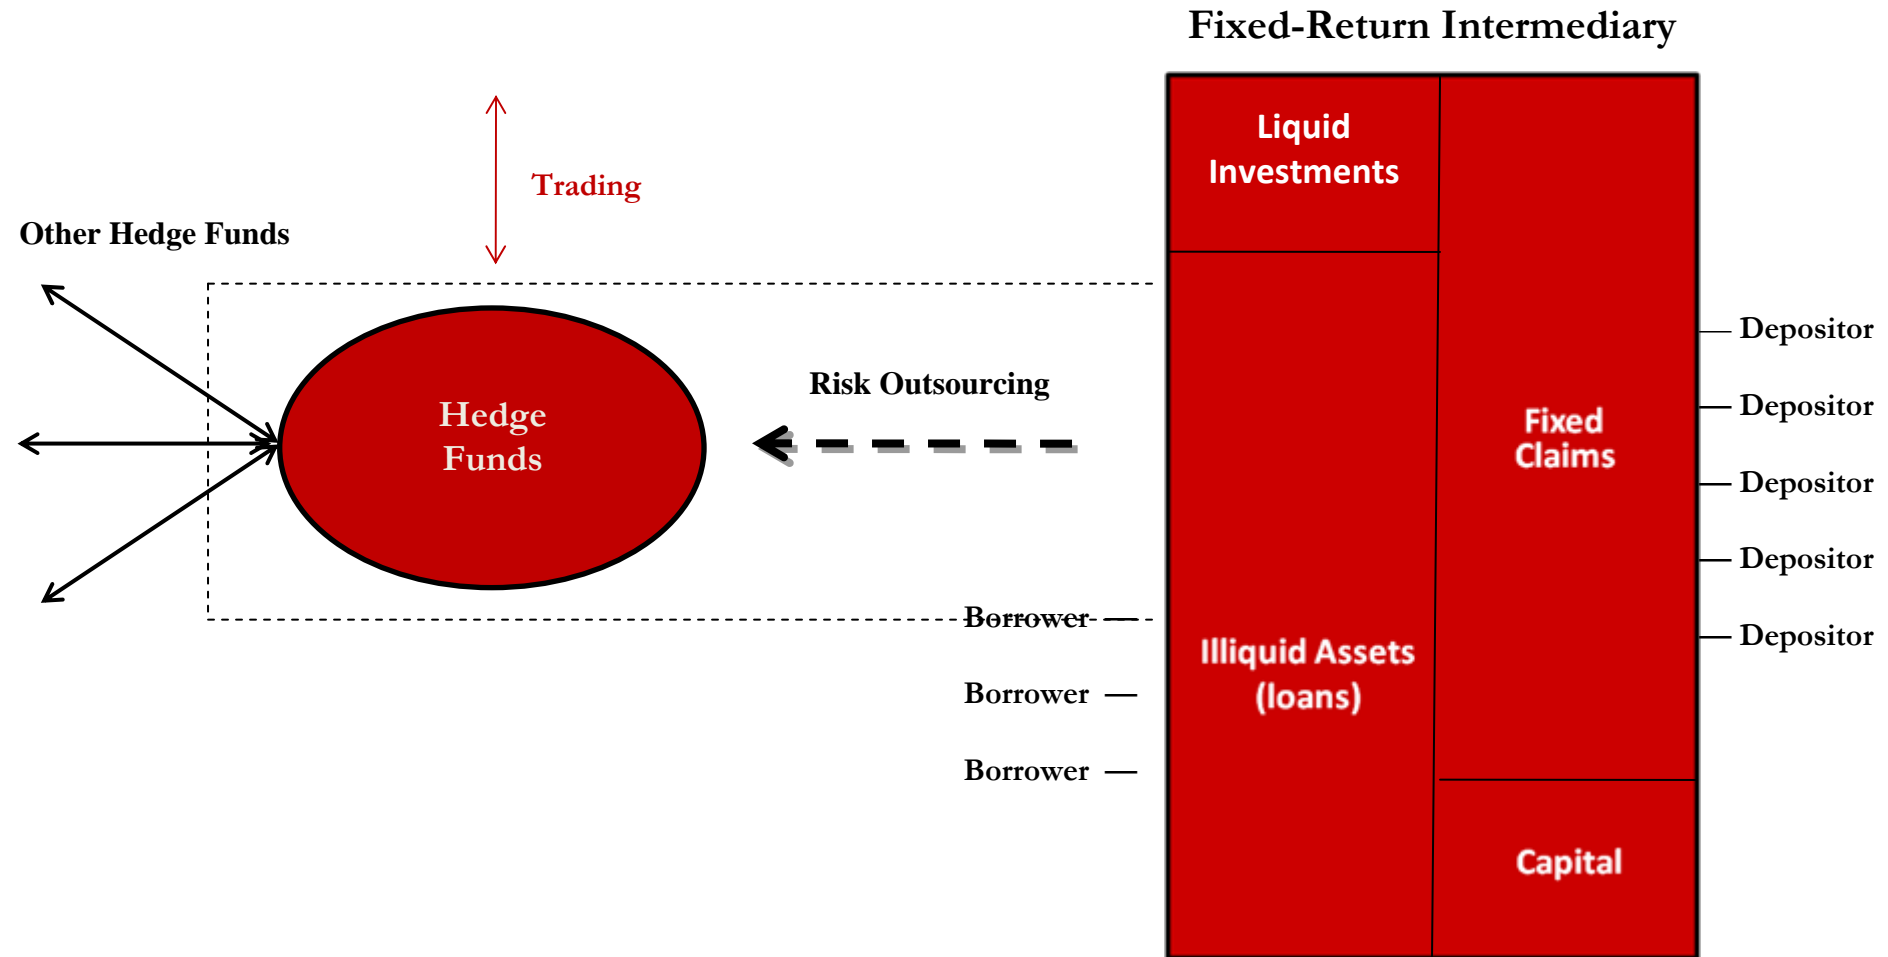 Fixed-Return Intermediary
Liquid
Investments
Trading
Other Hedge Funds
Depositor
Risk Outsourcing
Depositor
Hedge
Funds
Fixed
Claims
Depositor
Depositor
Borrower
Depositor
Illiquid Assets
(loans)
Borrower
Borrower
Capital